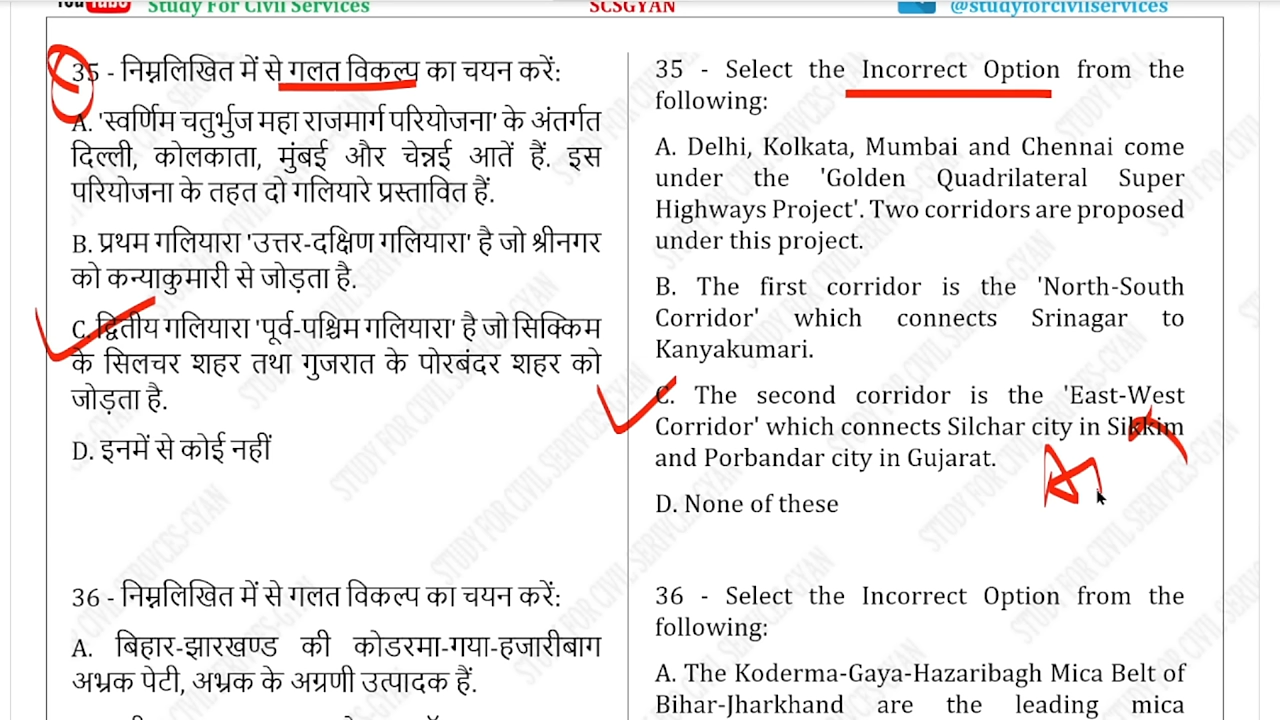 YouTube Study For Civil Services
SCSGYAN
@studyforcivilservices
35 - निम्नलिखित में से गलत विकल्प का चयन करें:
A. 'स्वर्णिम चतुर्भुज महा राजमार्ग परियोजना' के अंतर्गत
दिल्ली, कोलकाता, मुंबई और चेन्नई आतें हैं. इस
परियोजना के तहत दो गलियारे प्रस्तावित हैं.
B. प्रथम गलियारा 'उत्तर-दक्षिण गलियारा' है जो श्रीनगर
को कन्याकुमारी से जोड़ता है.
C. द्वितीय गलियारा 'पूर्व-पश्चिम गलियारा' है जो सिक्किम
के सिलचर शहर तथा गुजरात के पोरबंदर शहर को
जोड़ता है.
D. इनमें से कोई नहीं
36 - निम्नलिखित में से गलत विकल्प का चयन करें:
A. बिहार-झारखण्ड की कोडरमा-गया-हजारीबाग
अभ्रक पेटी, अभ्रक के अग्रणी उत्पादक हैं.
35 - Select the Incorrect Option from the
following:
A. Delhi, Kolkata, Mumbai and Chennai come
under the 'Golden Quadrilateral Super
Highways Project'. Two corridors are proposed
under this project.
B. The first corridor is the 'North-South
Corridor' which connects Srinagar to
Kanyakumari.
C. The second corridor is the 'East-West
Corridor' which connects Silchar city in Sikkim
and Porbandar city in Gujarat.
D. None of these
36 - Select the Incorrect Option from the
following:
A. The Koderma-Gaya-Hazaribagh Mica Belt of
Bihar-Jharkhand are the leading mica